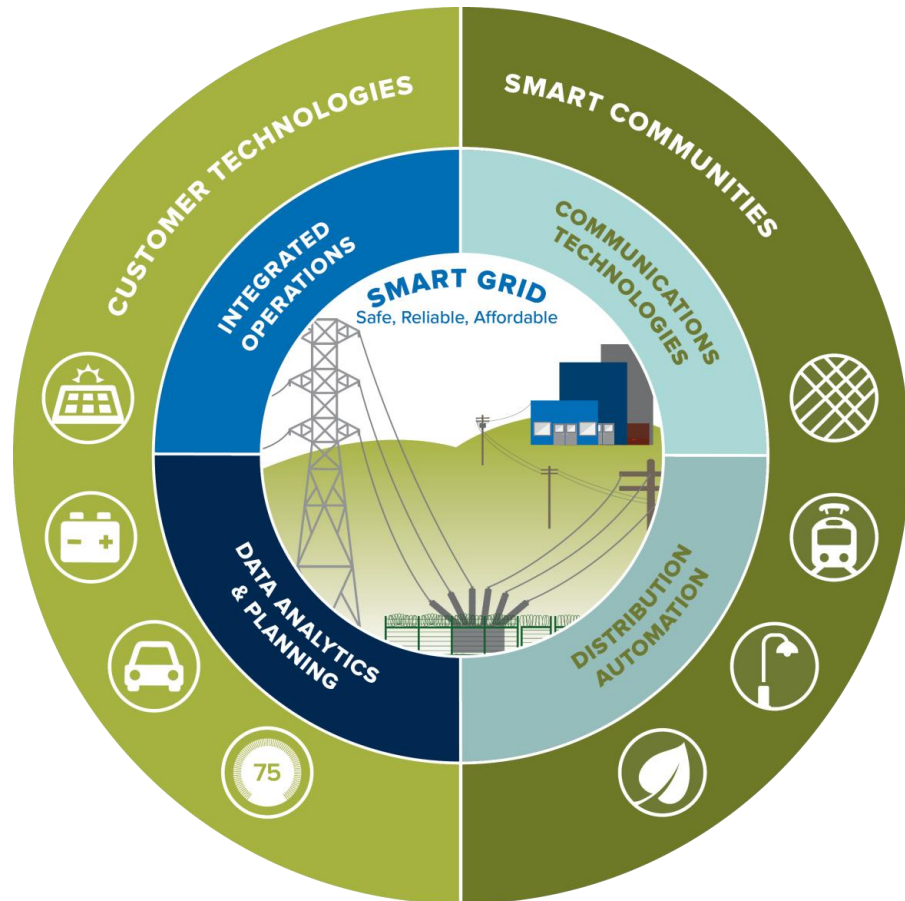 CUSTOMER TECHNOLOGIES
SMART COMMUNITIES
INTEGRATED
OPERATIONS
COMMUNICATIONS
TECHNOLOGIES
SMART GRID
Safe, Reliable, Affordable
DATA ANALYTICS
& PLANNING
DISTRIBUTION
AUTOMATION
75